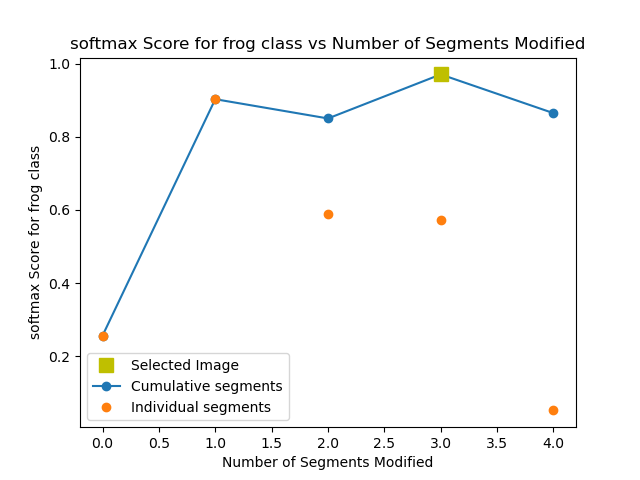 softmax Score for frog class vs Number of Segments Modified
softmax Score for frog class
1.0
0.8
0.6
0.4
0.2
Selected Image
Cumulative segments
Individual segments
0.0 0.5 1.0 1.5 2.0 2.5 3.0 3.5 4.0
Number of Segments Modified